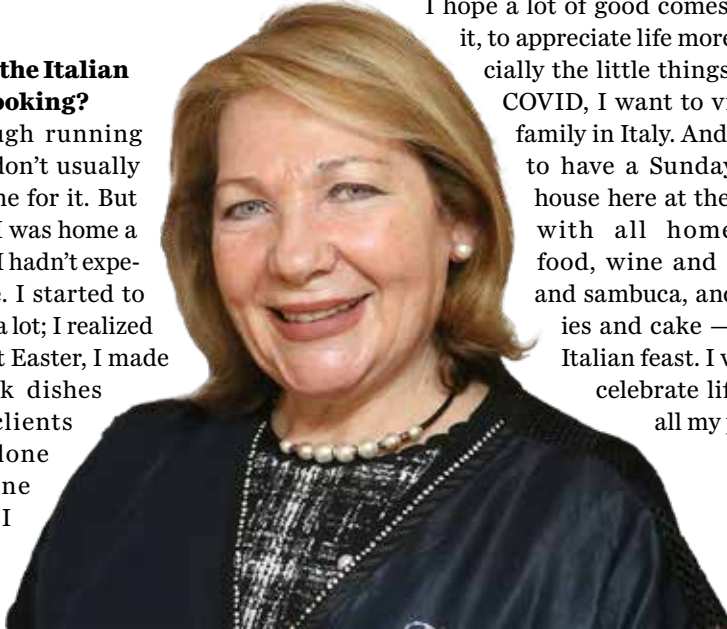 the Italian
ooking?
ugh running
don't usually
ne for it. But
I was home a
I hadn't expe-
e. I started to
a lot; I realized
t Easter, I made
k dishes
clients
lone
ne
I
I hope a lot of good comes
it, to appreciate life more
cially the little things
COVID, I want to vi
family in Italy. And
to have a Sunday
house here at the
with all home
food, wine and
and sambuca, and
ies and cake —
Italian feast. I v
celebrate lif
all my